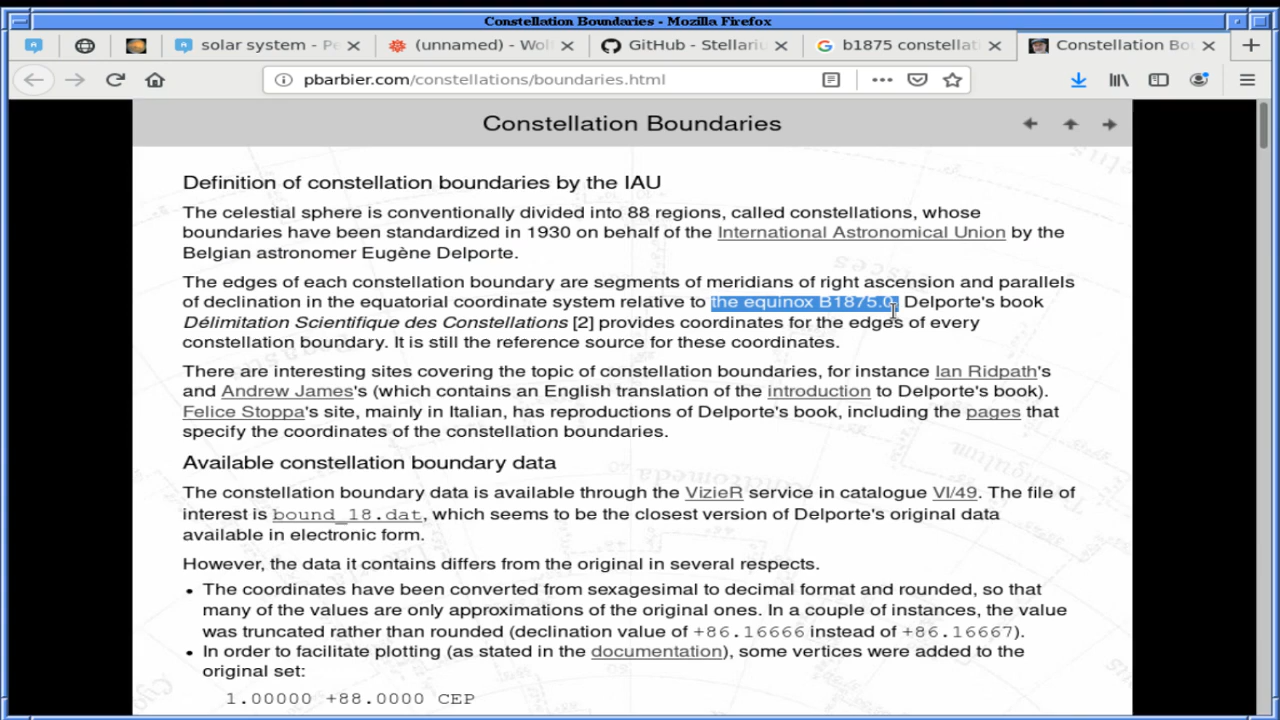 Constellation Boundaries - Mozilla Firefox
solar system - Pe
(unnamed) - Wol
GitHub - Stellariu
b1875 constellat
Constellation Bou
pbarbier.com/constellations/boundaries.html
Constellation Boundaries
Definition of constellation boundaries by the IAU
The celestial sphere is conventionally divided into 88 regions, called constellations, whose
boundaries have been standardized in 1930 on behalf of the International Astronomical Union by the
Belgian astronomer Eugène Delporte.
The edges of each constellation boundary are segments of meridians of right ascension and parallels
of declination in the equatorial coordinate system relative to the equinox B1875.0. Delporte's book
Délimitation Scientifique des Constellations [2] provides coordinates for the edges of every
constellation boundary. It is still the reference source for these coordinates.
There are interesting sites covering the topic of constellation boundaries, for instance Ian Ridpath's
and Andrew James's (which contains an English translation of the introduction to Delporte's book).
Felice Stoppa's site, mainly in Italian, has reproductions of Delporte's book, including the pages that
specify the coordinates of the constellation boundaries.
Available constellation boundary data
The constellation boundary data is available through the VizieR service in catalogue VI/49. The file of
interest is bound_18.dat, which seems to be the closest version of Delporte's original data
available in electronic form.
However, the data it contains differs from the original in several respects.
• The coordinates have been converted from sexagesimal to decimal format and rounded, so that
many of the values are only approximations of the original ones. In a couple of instances, the value
was truncated rather than rounded (declination value of +86.16666 instead of +86.16667).
• In order to facilitate plotting (as stated in the documentation), some vertices were added to the
original set:
1.00000 +88.0000 CEP